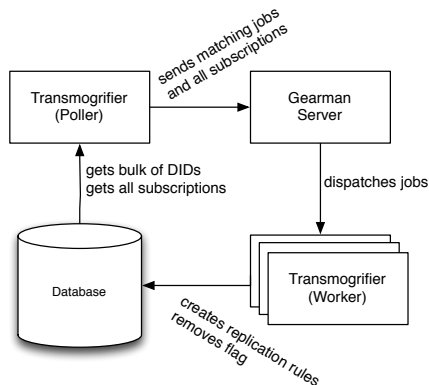 sends matching jobs
and all subscriptions
Transmogrifier
(Poller)
Gearman
Server
gets bulk of DIDs
gets all subscriptions
dispatches jobs
Database
Transmogrifier
(Worker)
creates replication rules
removes flag